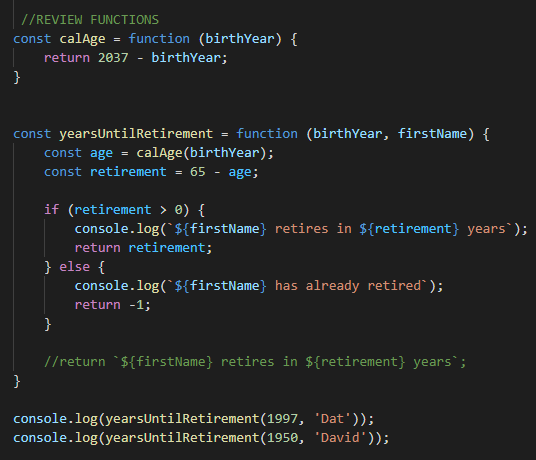 //REVIEW FUNCTIONS
const calAge = function (birthYear) {
    return 2037 - birthYear;
}
const yearsUntilRetirement = function (birthYear, firstName) {
    const age = calAge(birthYear);
    const retirement = 65 - age;
    if (retirement > 0) {
        console.log(`${firstName} retires in ${retirement} years`);
        return retirement;
    } else {
        console.log(`${firstName} has already retired`);
        return -1;
    }
    //return `${firstName} retires in ${retirement} years`;
}
console.log(yearsUntilRetirement(1997, 'Dat'));
console.log(yearsUntilRetirement(1950, 'David'));